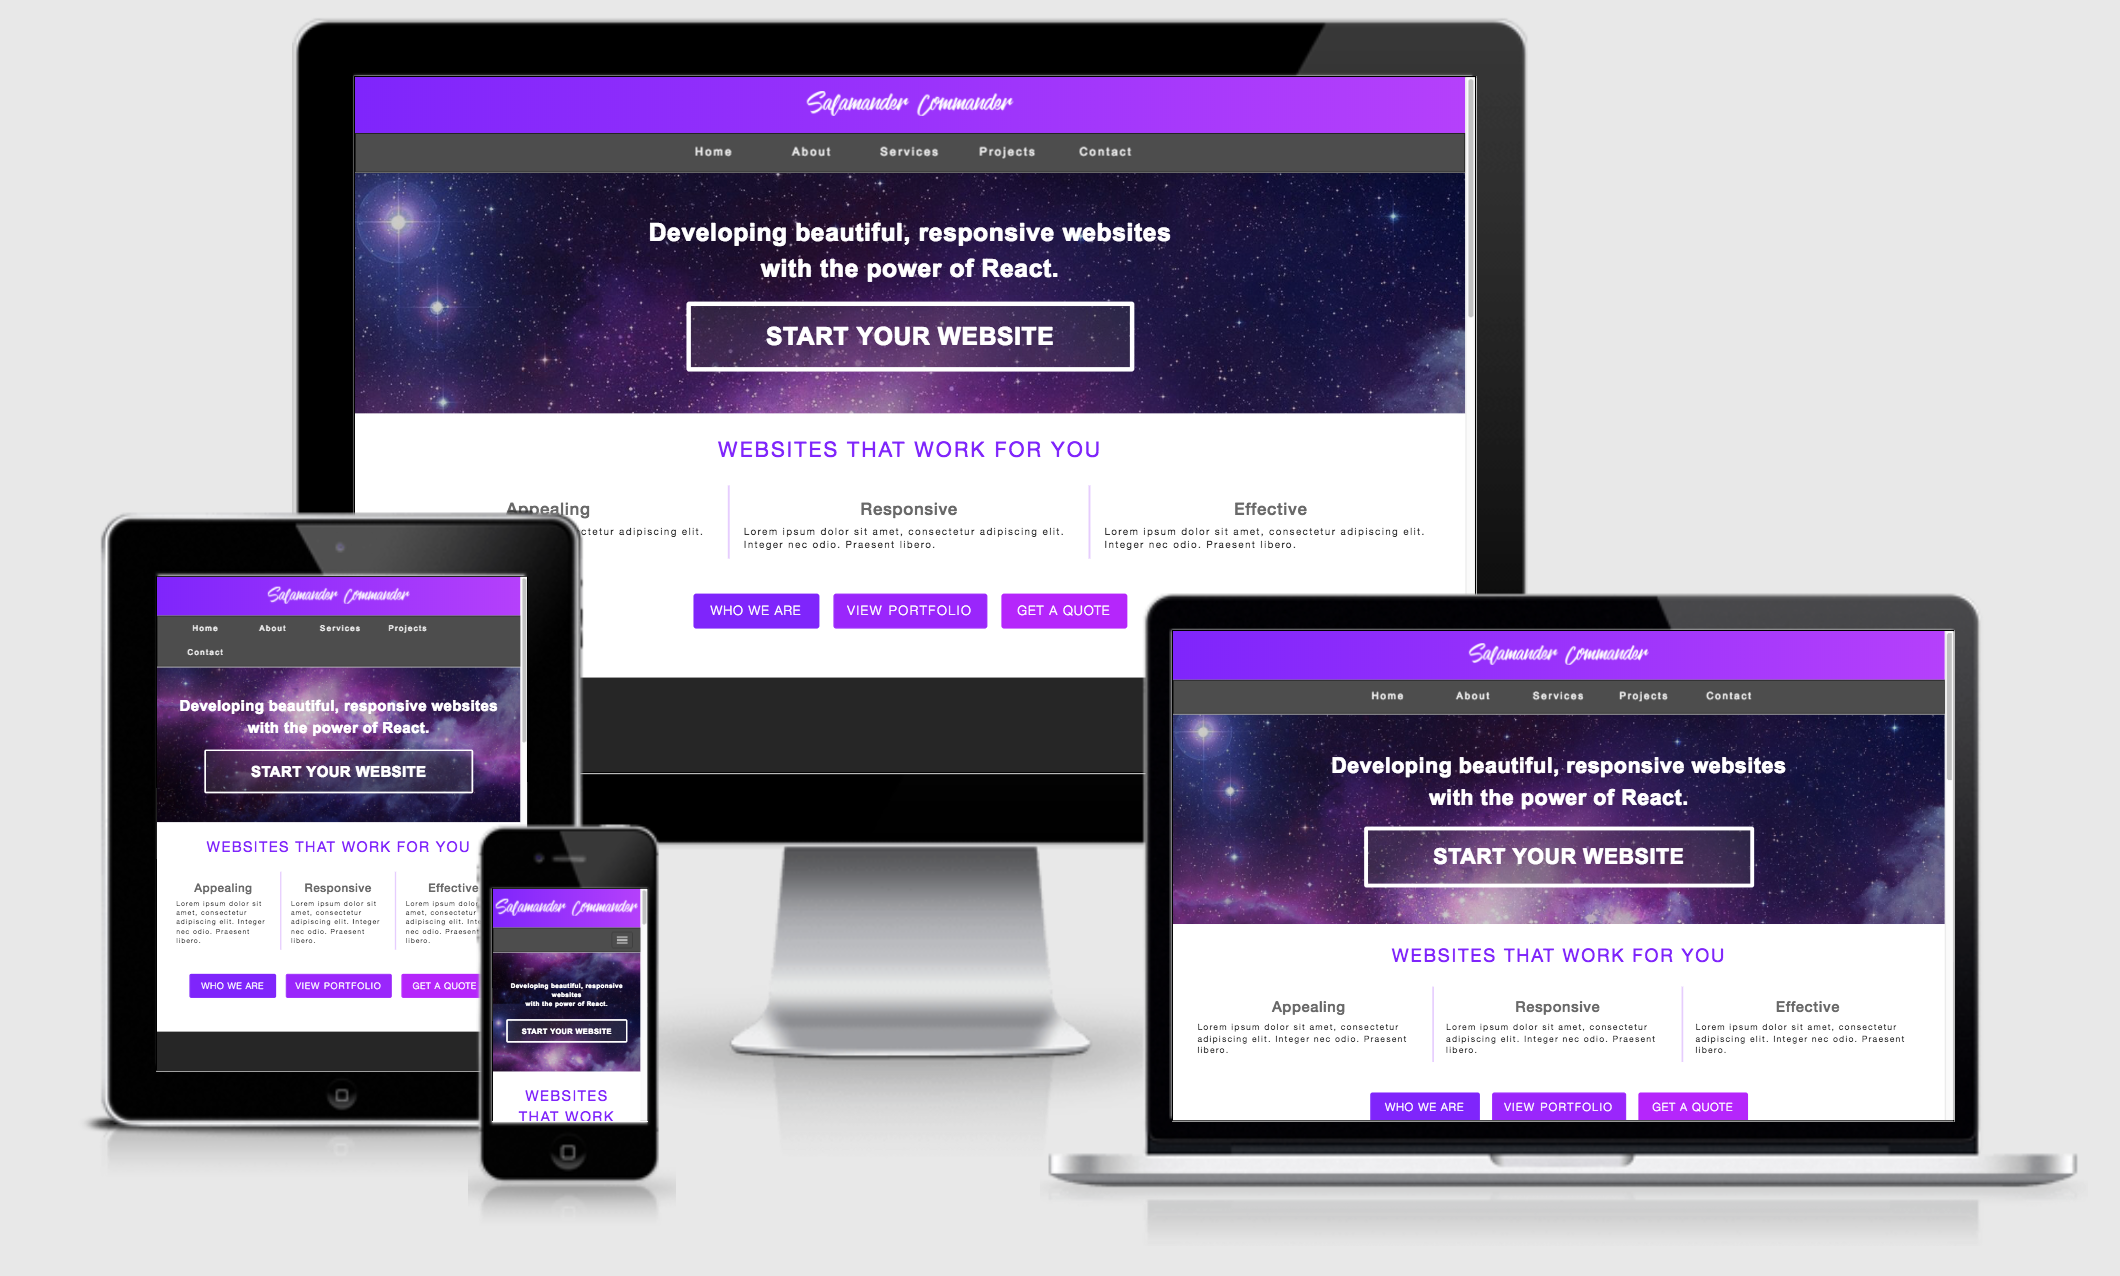 Salamander Commander
Home About Services Projects Contact
Developing beautiful, responsive websites
with the power of React.
START YOUR WEBSITE
WEBSITES THAT WORK FOR YOU
Appealing
ctetur adipiscing elit.
Responsive
Lorem ipsum dolor sit amet, consectetur adipiscing elit.
Integer nec odio. Praesent libero.
Effective
Lorem ipsum dolor sit amet, consectetur adipiscing elit.
Integer nec odio. Praesent libero.
WHO WE ARE VIEW PORTFOLIO GET A QUOTE
Salamander Commander
Home About Services Projects
Contact
Developing beautiful, responsive websites
with the power of React.
START YOUR WEBSITE
WEBSITES THAT WORK FOR YOU
Appealing
Lorem ipsum dolor sit
amet, consectetur
adipiscing elit. Integer
nec odio. Praesent
libero.
Responsive
Lorem ipsum dolor sit
amet, consectetur
adipiscing elit. Integer
nec odio. Praesent
libero.
Effective
Lorem ipsum dolor
amet, consectetur
adipiscing elit. Int
nec odio. Praesent
libero.
WHO WE ARE VIEW PORTFOLIO GET A QUOTE
Salamander Commander
Developing beautiful, responsive
websites
with the power of React.
START YOUR WEBSITE
WEBSITES
THAT WORK
Salamander Commander
Home About Services Projects Contact
Developing beautiful, responsive websites
with the power of React.
START YOUR WEBSITE
WEBSITES THAT WORK FOR YOU
Appealing
Lorem ipsum dolor sit amet, consectetur
adipiscing elit. Integer nec odio. Praesent
libero.
Responsive
Lorem ipsum dolor sit amet, consectetur
adipiscing elit. Integer nec odio. Praesent
libero.
Effective
Lorem ipsum dolor sit amet, consectetur
adipiscing elit. Integer nec odio. Praesent
libero.
WHO WE ARE VIEW PORTFOLIO GET A QUOTE